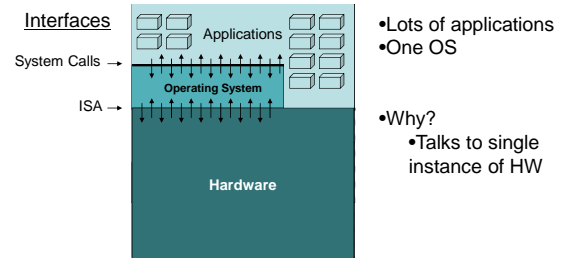 Interfaces
System Calls
ISA
Applications
Operating System
Hardware
•Lots of applications
•One OS
•Why?
•Talks to single
instance of HW